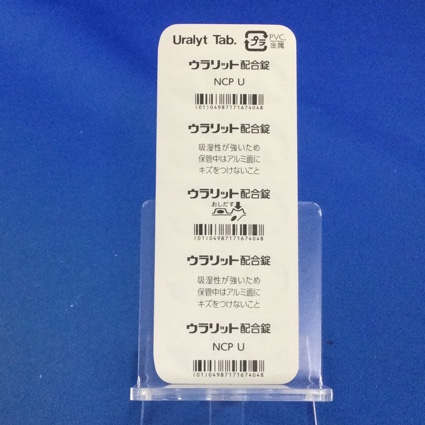 Uralyt Tab.
プラ
PVC,
金属
ウラリット配合錠
NCP U
(01)04987171674048
ウラリット配合錠
吸湿性が強いため
保管中はアルミ面に
キズをつけないこと
ウラリット配合錠
おしだす
(01)04987171674048
ウラリット配合錠
吸湿性が強いため
保管中はアルミ面に
キズをつけないこと
ウラリット配合錠
NCP U
(01)04987171674048